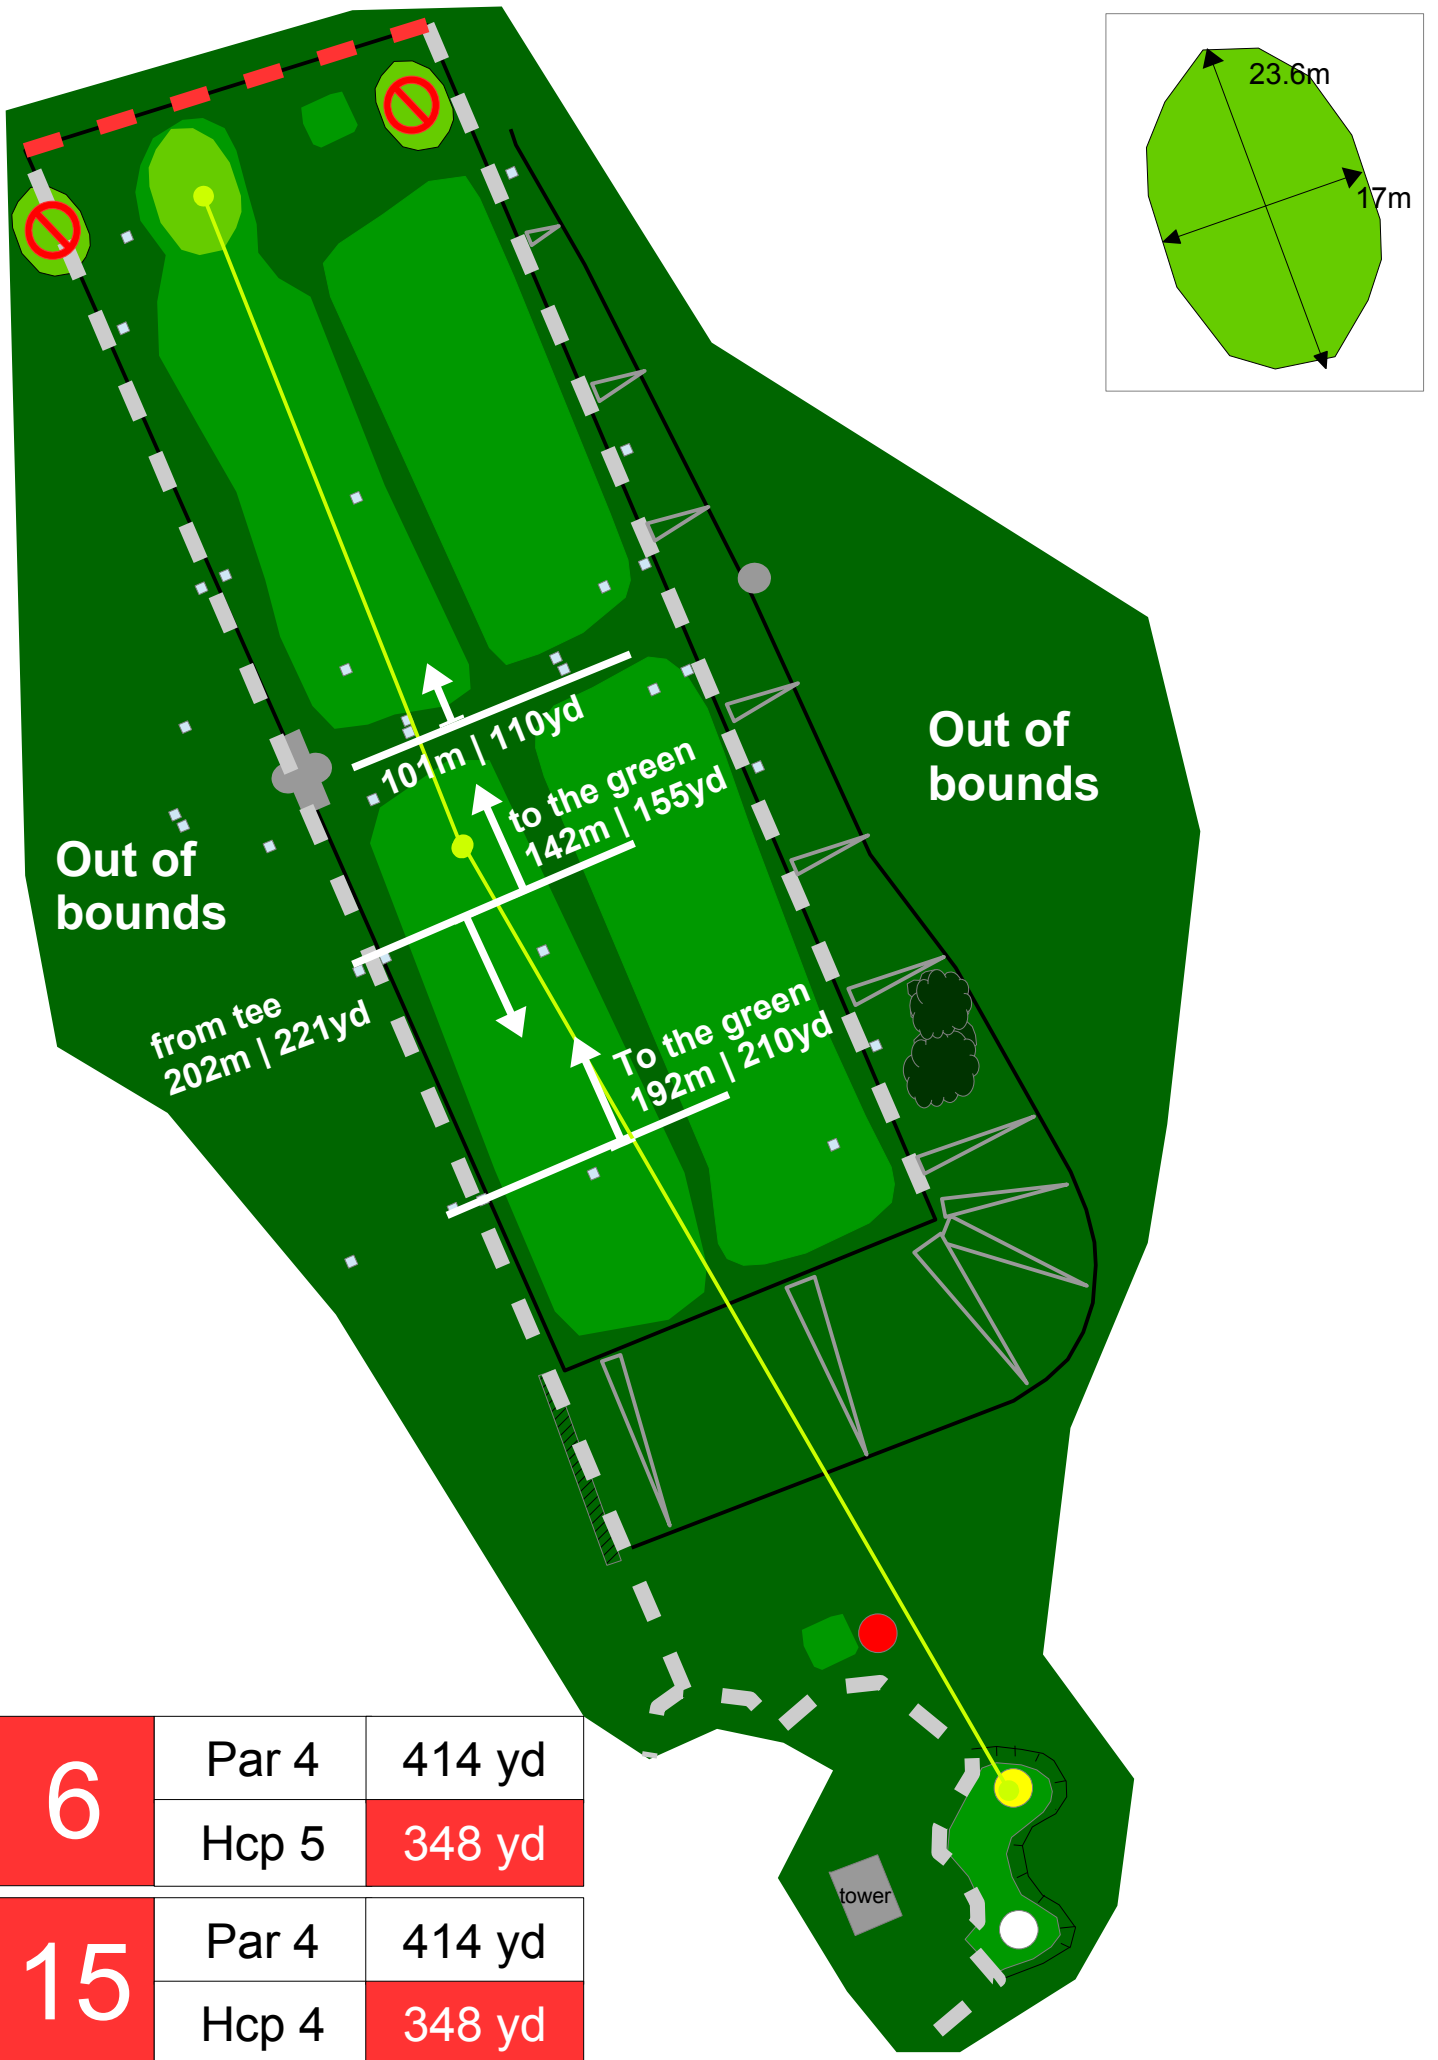 23.6m
17m
101m | 110yd
to the green
142m | 155yd
Out of
bounds
Out of
bounds
from tee
202m | 221yd
To the green
192m | 210yd
6
Par 4
414 yd
Hcp 5
348 yd
15
Par 4
414 yd
Hcp 4
348 yd
tower